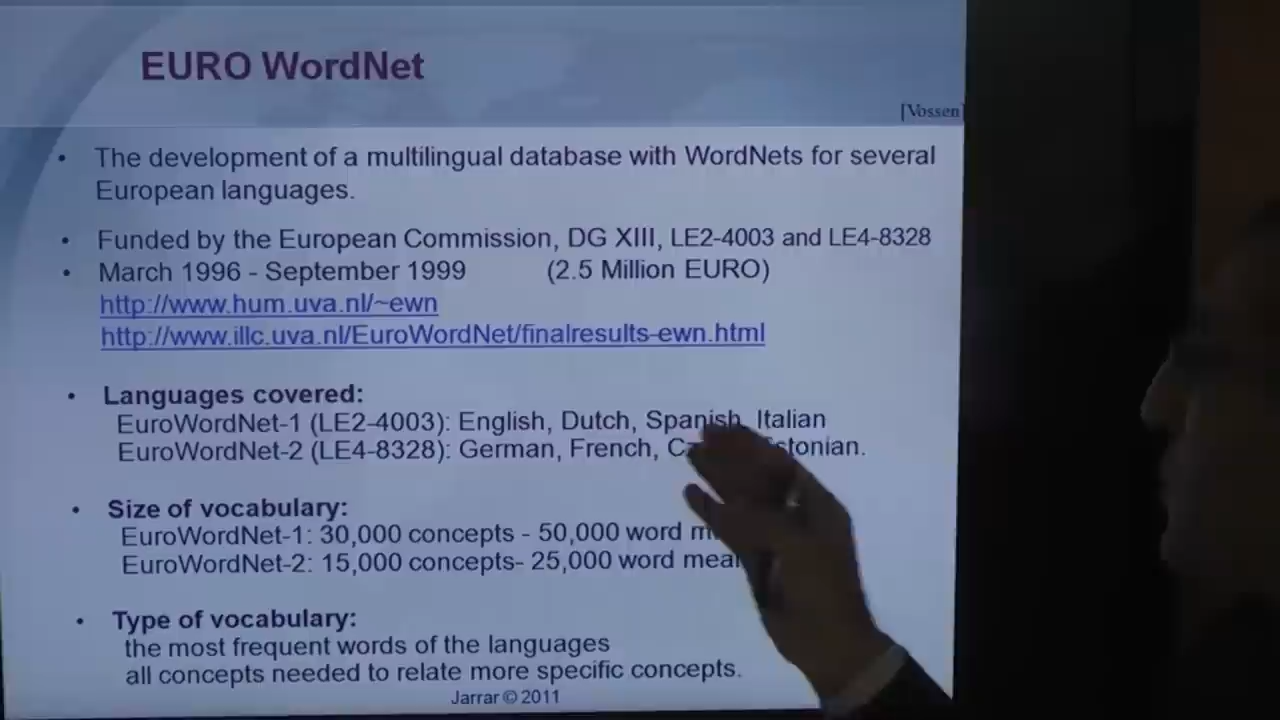 EURO WordNet
[Vossen]
• The development of a multilingual database with WordNets for several
European languages.
• Funded by the European Commission, DG XIII, LE2-4003 and LE4-8328
• March 1996 - September 1999 (2.5 Million EURO)
http://www.hum.uva.nl/~ewn
http://www.illc.uva.nl/EuroWordNet/finalresults-ewn.html
• Languages covered:
EuroWordNet-1 (LE2-4003): English, Dutch, Spanish, Italian
EuroWordNet-2 (LE4-8328): German, French,
• Size of vocabulary:
EuroWordNet-1: 30,000 concepts - 50,000 word
EuroWordNet-2: 15,000 concepts- 25,000 word
• Type of vocabulary:
the most frequent words of the languages
all concepts needed to relate more specific concepts.
Jarrar © 2011